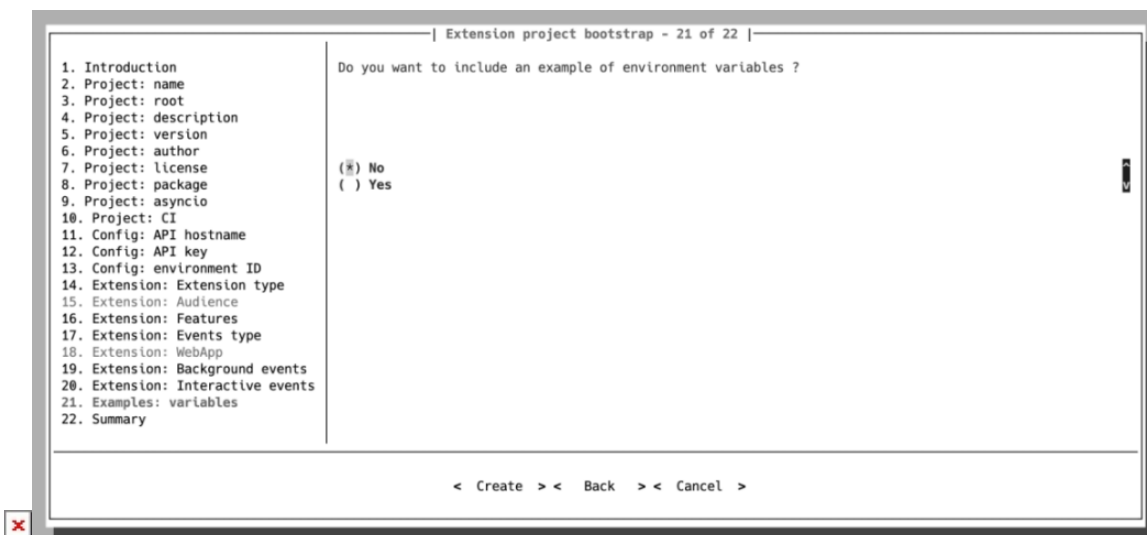 | Extension project bootstrap - 21 of 22 |
1. Introduction
2. Project: name
3. Project: root
4. Project: description
5. Project: version
6. Project: author
7. Project: license
8. Project: package
9. Project: asyncio
10. Project: CI
11. Config: API hostname
12. Config: API key
13. Config: environment ID
14. Extension: Extension type
15. Extension: Audience
16. Extension: Features
17. Extension: Events type
18. Extension: WebApp
19. Extension: Background events
20. Extension: Interactive events
21. Examples: variables
22. Summary
Do you want to include an example of environment variables ?
(*) No
( ) Yes
^
v
< Create > < Back > < Cancel >